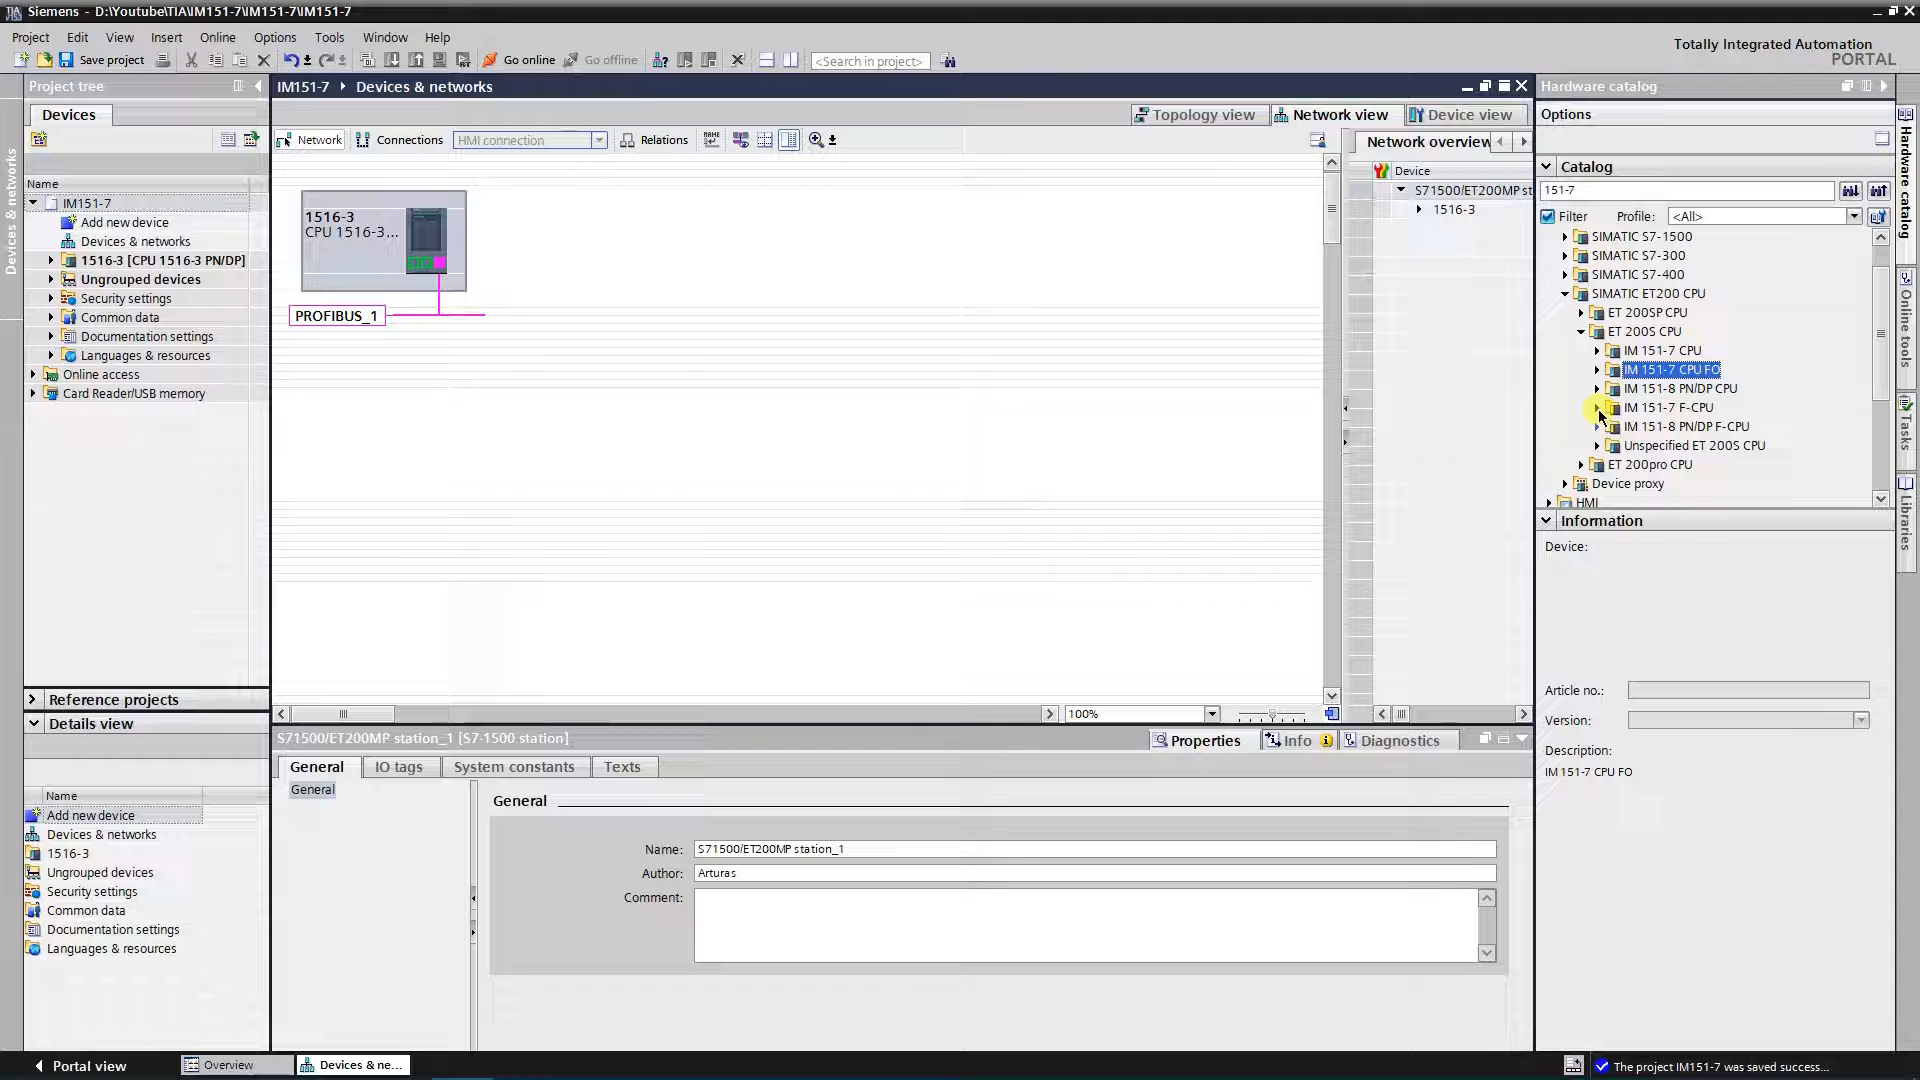 Siemens - D:\Youtube\TIA\IM151-7\IM151-7\IM151-7
Project Edit View Insert Online Options Tools Window Help
Totally Integrated Automation
PORTAL
Save project
Go online
Go offline
<Search in project>
Project tree
IM151-7 Devices & networks
Hardware catalog
Devices
Topology view
Network view
Device view
Options
Network
Connections
HMI connection
Relations
Network overview
Catalog
Name
Device
IM151-7
Add new device
Devices & networks
1516-3 [CPU 1516-3 PN/DP]
Ungrouped devices
Security settings
Common data
Documentation settings
Languages & resources
Online access
Card Reader/USB memory
Devices & networks
1516-3
CPU 1516-3...
PROFIBUS_1
S71500/ET200MP st
1516-3
151-7
Filter Profile: <All>
SIMATIC S7-1500
SIMATIC S7-300
SIMATIC S7-400
SIMATIC ET200 CPU
ET 200SP CPU
ET 200S CPU
IM 151-7 CPU
IM 151-7 CPU FO
IM 151-8 PN/DP CPU
IM 151-7 F-CPU
IM 151-8 PN/DP F-CPU
Unspecified ET 200S CPU
ET 200pro CPU
Device proxy
HMI
Hardware catalog
Online tools
Tasks
Libraries
Information
Device:
Article no.:
Version:
Description:
IM 151-7 CPU FO
100%
Reference projects
Details view
Name
Add new device
Devices & networks
1516-3
Ungrouped devices
Security settings
Common data
Documentation settings
Languages & resources
S71500/ET200MP station_1 [S7-1500 station]
Properties
Info
Diagnostics
General
IO tags
System constants
Texts
General
General
Name: S71500/ET200MP station_1
Author: Arturas
Comment:
Portal view
Overview
Devices & ne...
The project IM151-7 was saved success...